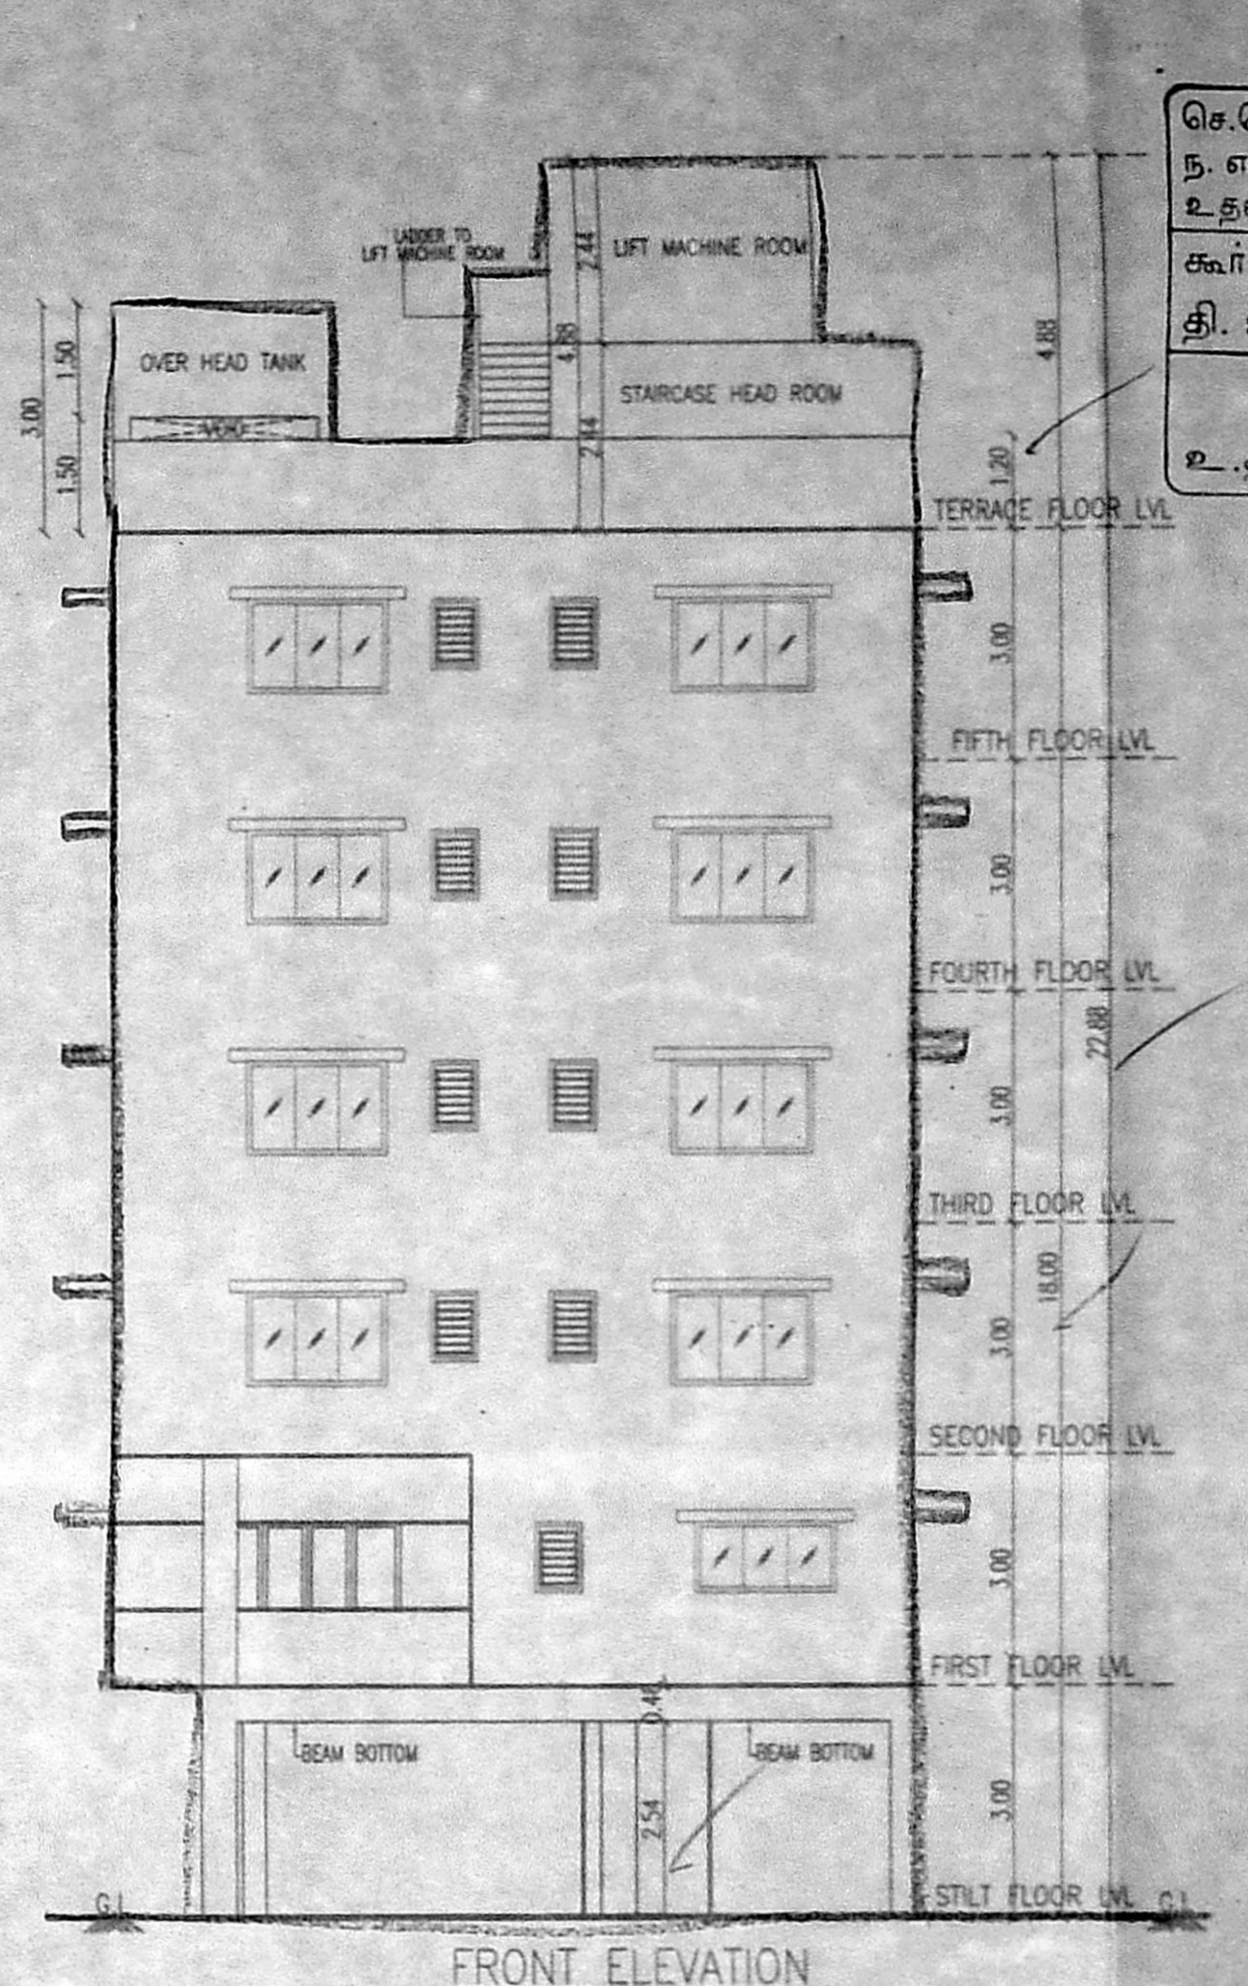 செ.
ந. எ
உத
கூர்
தி.
உ.
LADDER TO
LIFT MACHINE ROOM
2.44
LIFT MACHINE ROOM
4.88
4.88
OVER HEAD TANK
1.50
3.00
STAIRCASE HEAD ROOM
VOID
2.44
1.50
1.20
TERRACE FLOOR LVL
3.00
FIFTH FLOOR LVL
3.00
FOURTH FLOOR LVL
22.88
3.00
THIRD FLOOR LVL
18.00
3.00
SECOND FLOOR LVL
3.00
FIRST FLOOR LVL
0.46
BEAM BOTTOM
BEAM BOTTOM
2.54
3.00
G.L
STILT FLOOR LVL
G.L
FRONT ELEVATION